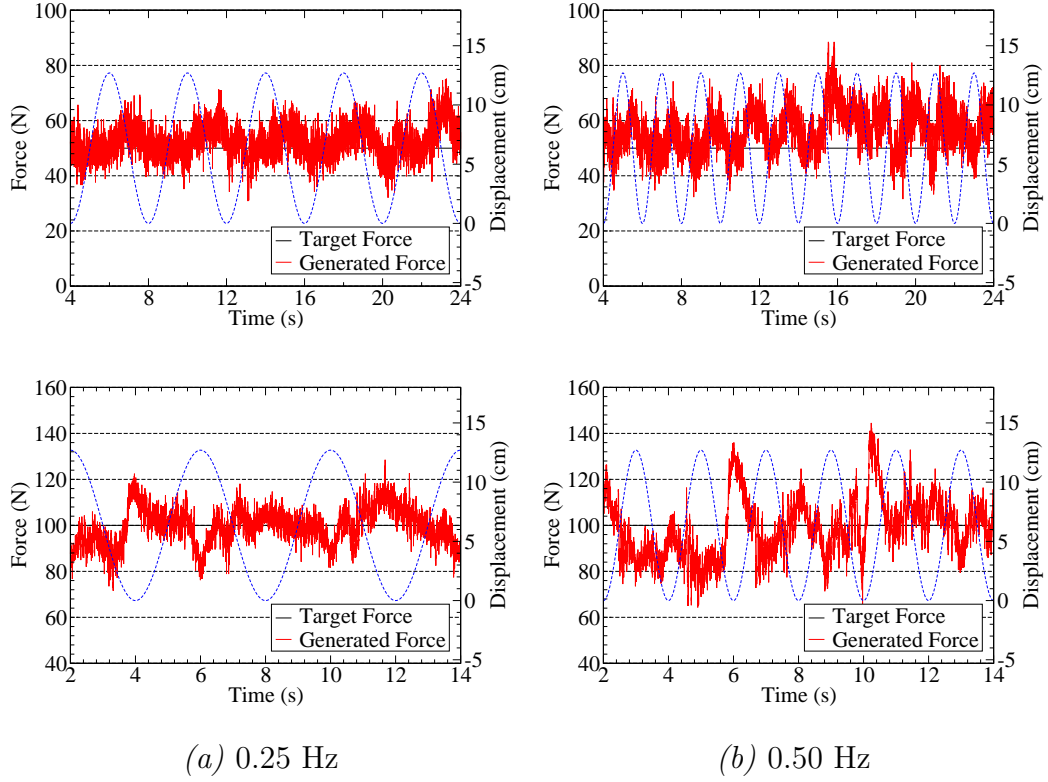 80
60
40
20
0
Force (N)
15
10
5
0
−5
Displacement (cm)
Target Force
Generated Force
4 8 12 16 20 24
Time (s)
80
60
40
20
0
Force (N)
15
10
5
0
−5
Displacement (cm)
Target Force
Generated Force
4 8 12 16 20 24
Time (s)
160
140
120
100
80
60
40
Force (N)
15
10
5
0
−5
Displacement (cm)
Target Force
Generated Force
2 4 6 8 10 12 14
Time (s)
160
140
120
100
80
60
40
Force (N)
15
10
5
0
−5
Displacement (cm)
Target Force
Generated Force
2 4 6 8 10 12 14
Time (s)
(a) 0.25 Hz
(b) 0.50 Hz